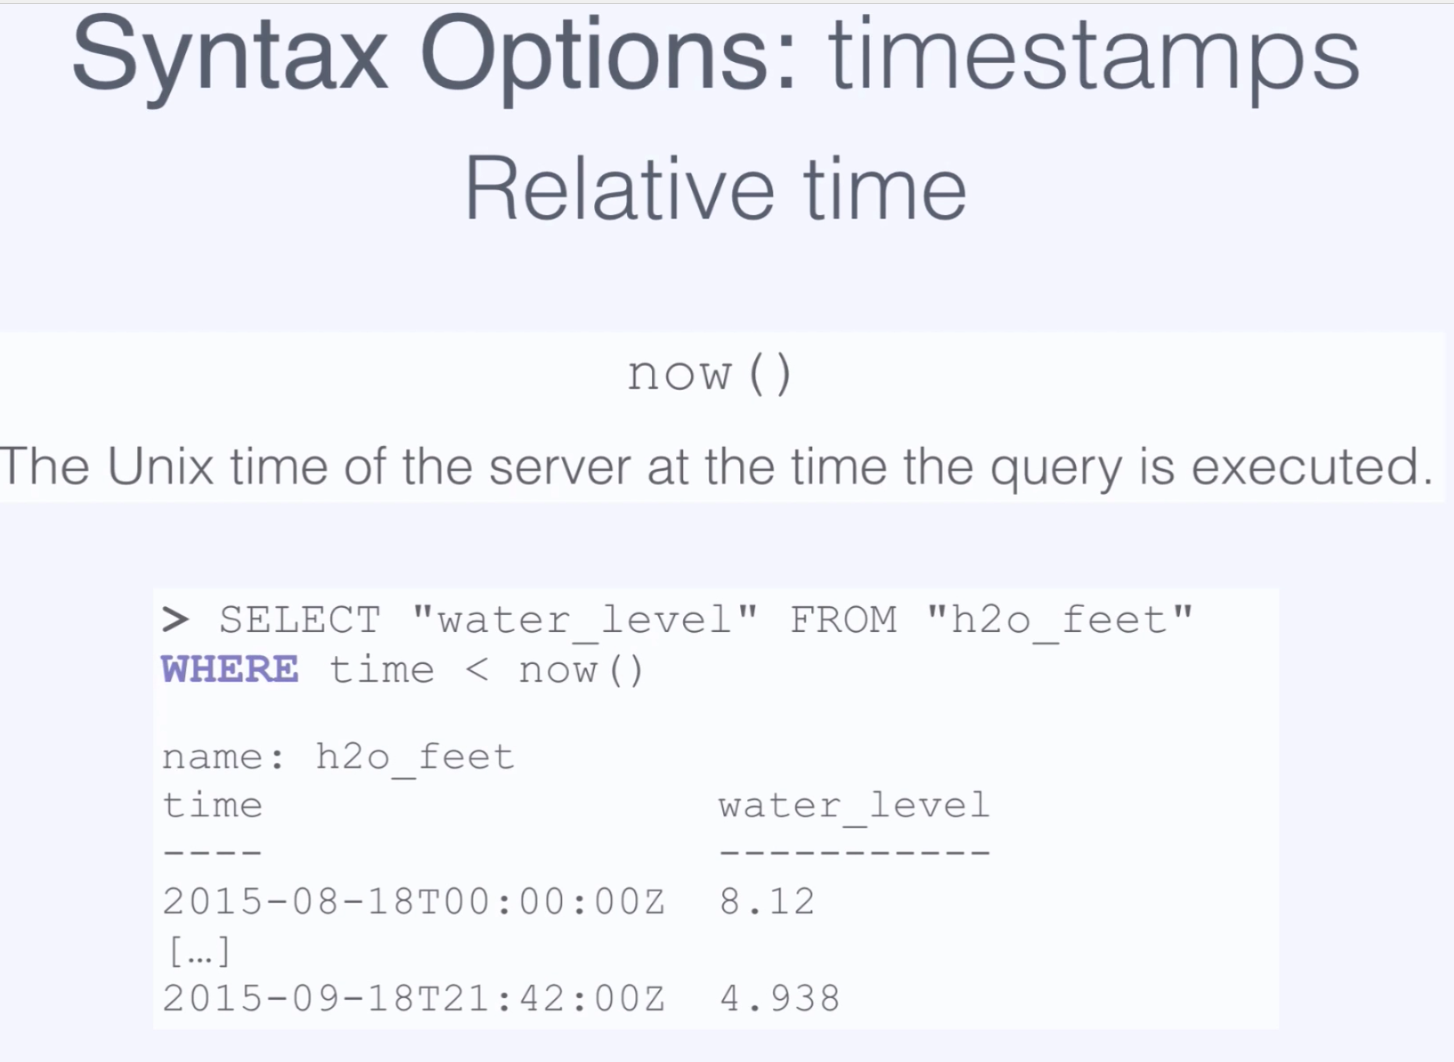 Syntax Options: timestamps
Relative time
now()
The Unix time of the server at the time the query is executed.
> SELECT "water_level" FROM "h2o_feet"
WHERE time < now()
name: h2o_feet
time water_level
---- -----------
2015-08-18T00:00:00Z 8.12
[…]
2015-09-18T21:42:00Z 4.938